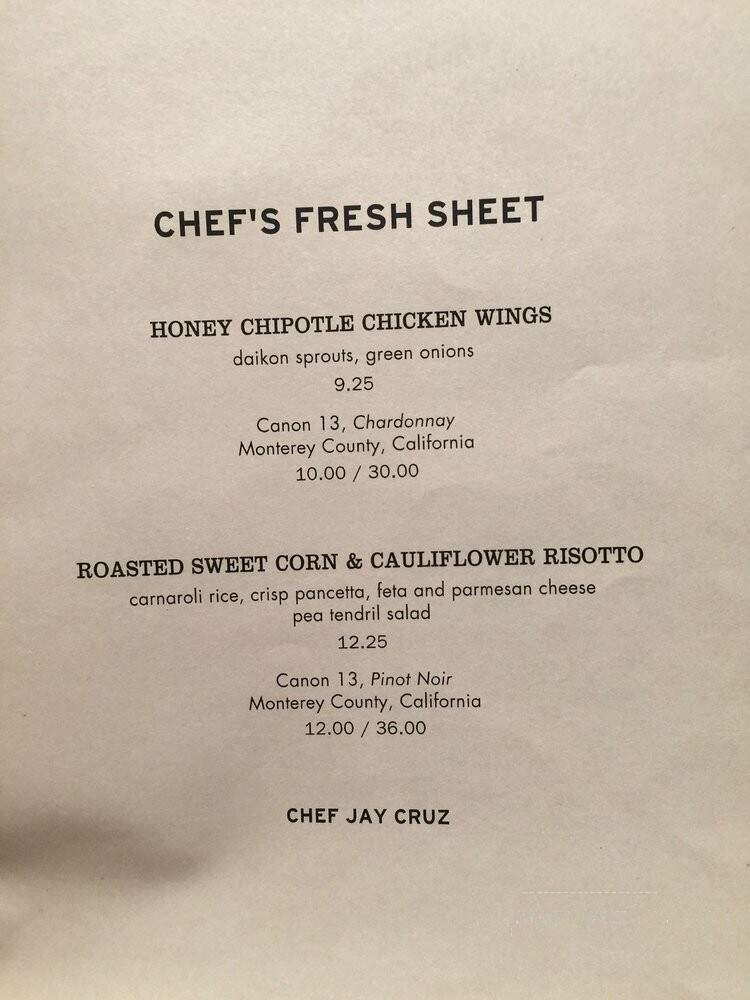 CHEF'S FRESH SHEET
HONEY CHIPOTLE CHICKEN WINGS
daikon sprouts, green onions
9.25
Canon 13, Chardonnay
Monterey County, California
10.00 / 30.00
ROASTED SWEET CORN & CAULIFLOWER RISOTTO
carnaroli rice, crisp pancetta, feta and parmesan cheese
pea tendril salad
12.25
Canon 13, Pinot Noir
Monterey County, California
12.00 / 36.00
CHEF JAY CRUZ